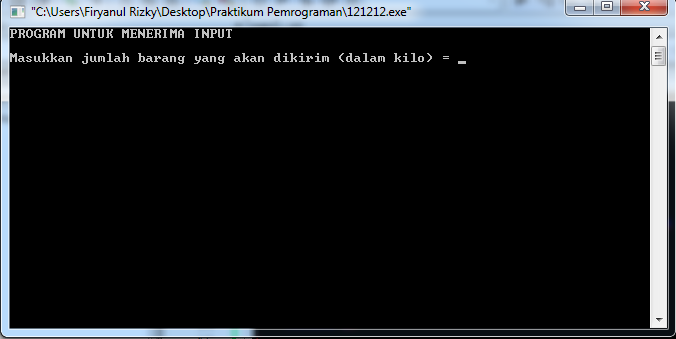 "C:\Users\Firyanul Rizky\Desktop\Praktikum Pemrograman\121212.exe"
PROGRAM UNTUK MENERIMA INPUT
Masukkan jumlah barang yang akan dikirim (dalam kilo) = _